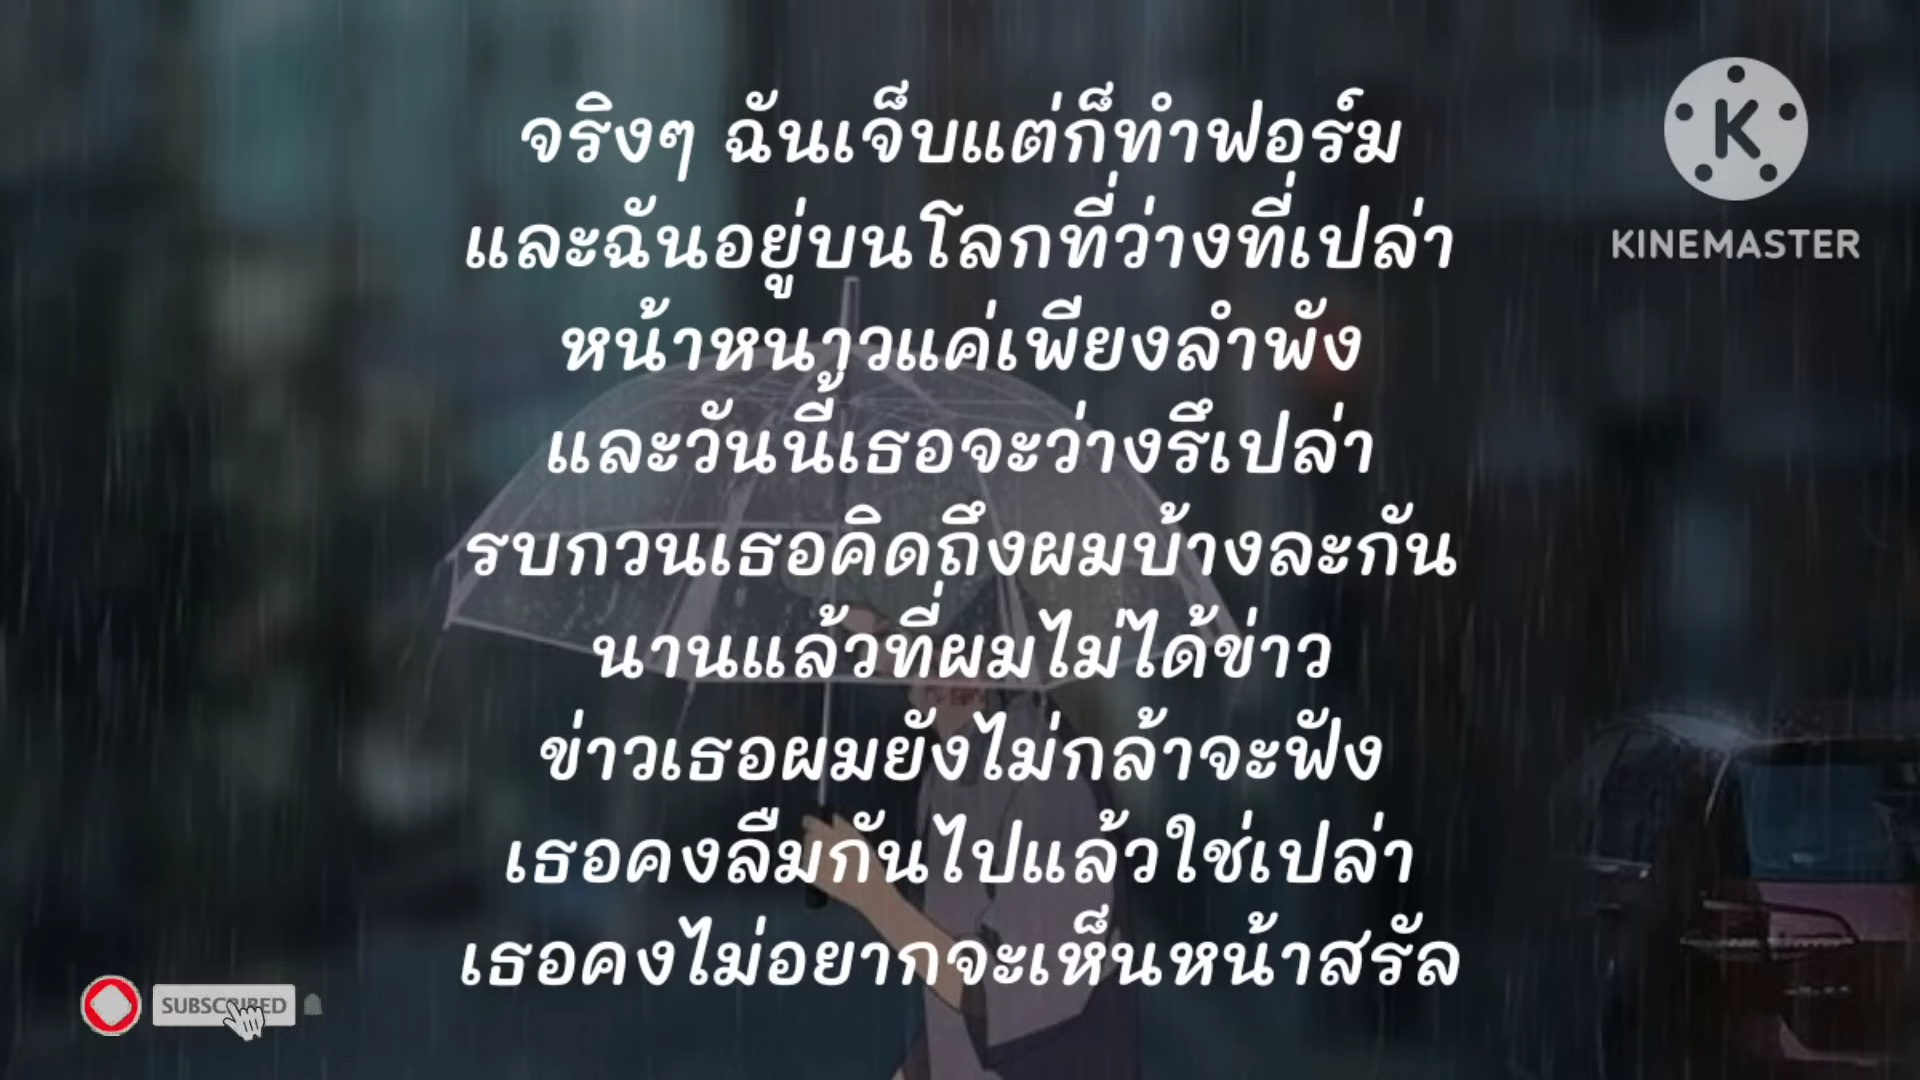 จริงๆ ฉันเจ็บแต่ก็ทำฟอร์ม
และฉันอยู่บนโลกที่ว่างที่เปล่า
หน้าหนาวแค่เพียงลำพัง
และวันนี้เธอจะว่างรึเปล่า
รบกวนเธอคิดถึงผมบ้างละกัน
นานแล้วที่ผมไม่ได้ข่าว
ข่าวเธอผมยังไม่กล้าจะฟัง
เธอคงลืมกันไปแล้วใช่เปล่า
เธอคงไม่อยากจะเห็นหน้าสรัล
K
KINEMASTER
SUBSCRIBED